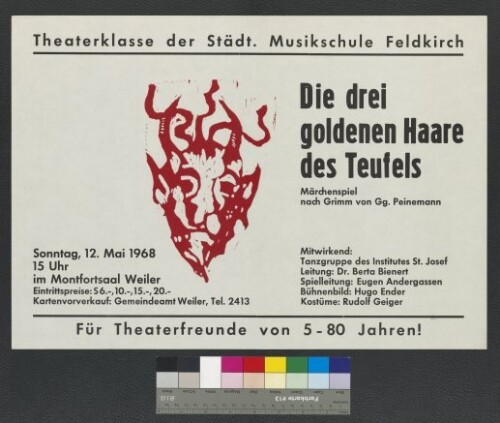 Theaterklasse der Städt. Musikschule Feldkirch
Die drei
goldenen Haare
des Teufels
Märchenspiel
nach Grimm von Gg. Peinemann
Sonntag, 12. Mai 1968
15 Uhr
im Montfortsaal Weiler
Eintrittspreise: S 6.-,10.-,15.-,20.-
Kartenvorverkauf: Gemeindeamt Weiler, Tel. 2413
Mitwirkend:
Tanzgruppe des Institutes St. Josef
Leitung: Dr. Berta Bienert
Spielleitung: Eugen Andergassen
Bühnenbild: Hugo Ender
Kostüme: Rudolf Geiger
Für Theaterfreunde von 5-80 Jahren!
Farbkarte #13
B.I.G.